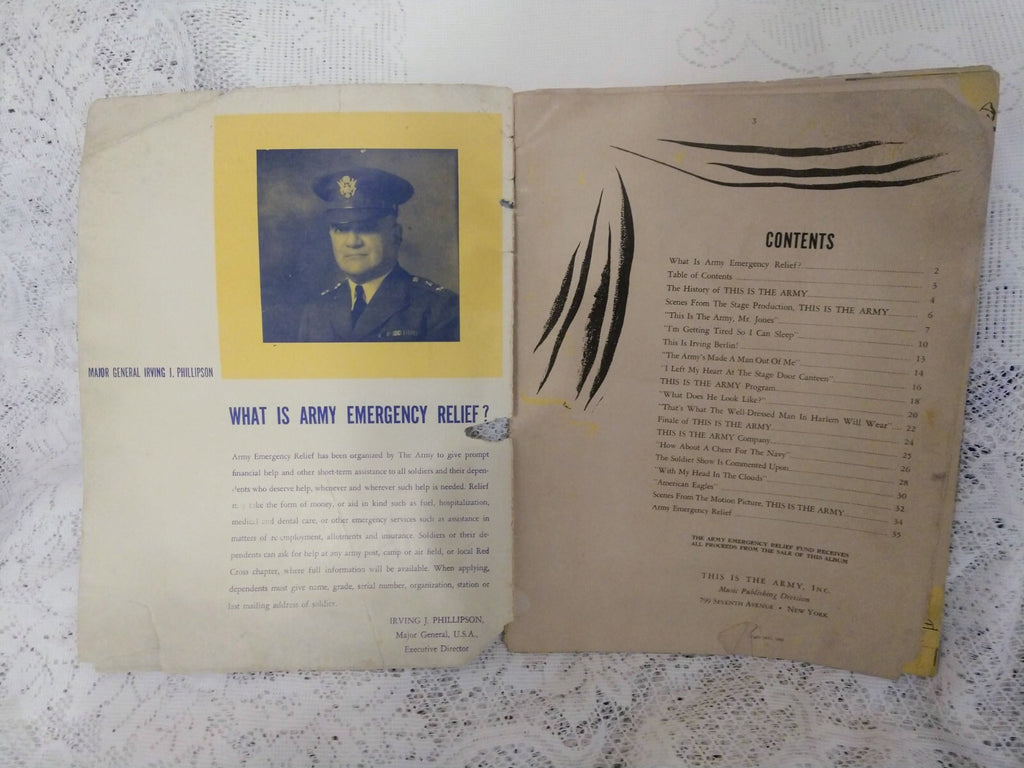 MAJOR GENERAL IRVING J. PHILLIPSON
WHAT IS ARMY EMERGENCY RELIEF?
Army Emergency Relief has been organized by The Army to give prompt
financial help and other short-term assistance to all soldiers and their depen-
dents who deserve help, whenever and wherever such help is needed. Relief
take the form of money, or aid in kind such as fuel, hospitalization,
medical and dental care, or other emergency services such as assistance in
matters of re-employment, allotments and insurance. Soldiers or their de-
pendents can ask for help at any army post, camp or air field, or local Red
Cross chapter, where full information will be available. When applying,
dependents must give name, grade, serial number, organization, station or
last mailing address of soldier.
IRVING J. PHILLIPSON,
Major General, U.S.A.,
Executive Director
3
CONTENTS
What Is Army Emergency Relief? 2
Table of Contents 3
The History of THIS IS THE ARMY 4
Scenes From The Stage Production, THIS IS THE ARMY 6
"This Is The Army, Mr. Jones" 7
"I'm Getting Tired So I Can Sleep" 10
This Is Irving Berlin! 13
"The Army's Made A Man Out Of Me" 14
"I Left My Heart At The Stage Door Canteen" 16
THIS IS THE ARMY Program 18
"What Does He Look Like?" 20
"That's What The Well-Dressed Man In Harlem Will Wear" 22
Finale of THIS IS THE ARMY 24
THIS IS THE ARMY Company 25
"How About A Cheer For The Navy" 26
The Soldier Show Is Commented Upon 28
"With My Head In The Clouds" 30
"American Eagles" 32
Scenes From The Motion Picture, THIS IS THE ARMY 34
Army Emergency Relief 35
THE ARMY EMERGENCY RELIEF FUND RECEIVES
ALL PROCEEDS FROM THE SALE OF THIS ALBUM
THIS IS THE ARMY, INC.
Music Publishing Division
799 SEVENTH AVENUE • NEW YORK